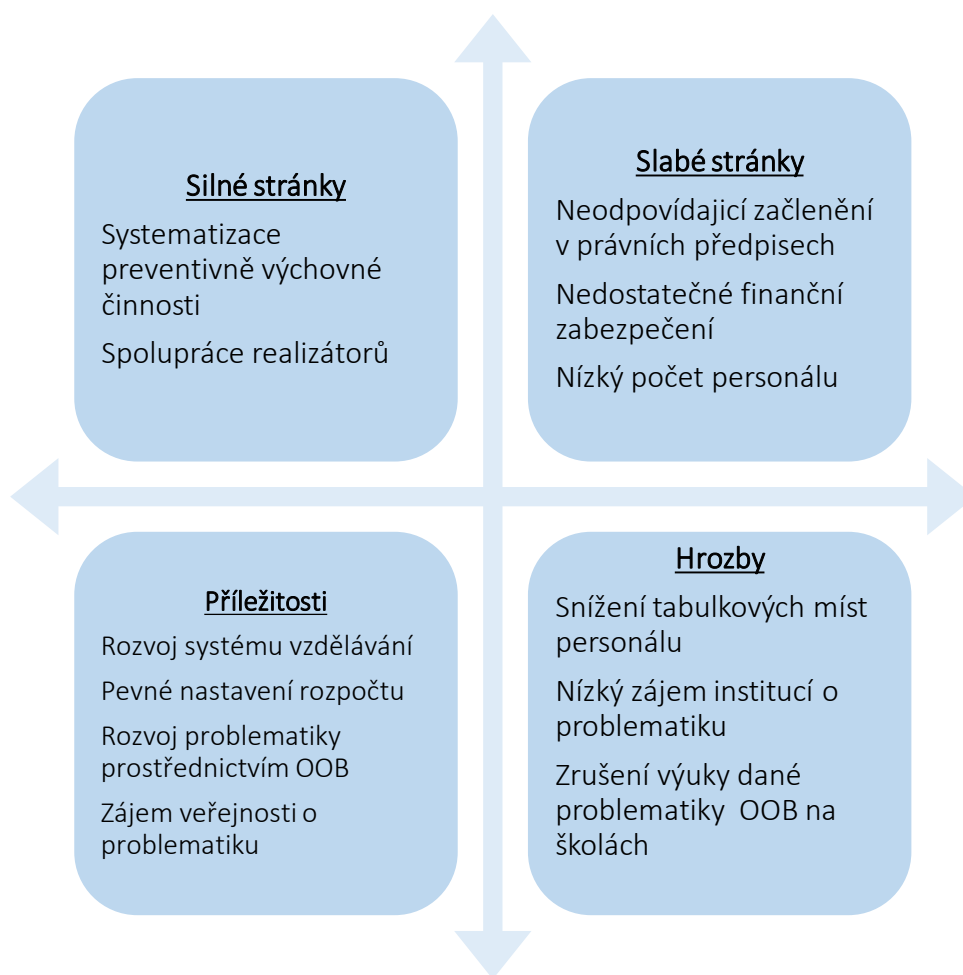 Silné stránky
Systematizace
preventivně výchovné
činnosti
Spolupráce realizátorů
Slabé stránky
Neodpovídajicí začlenění
v právních předpisech
Nedostatečné finanční
zabezpečení
Nízký počet personálu
Příležitosti
Rozvoj systému vzdělávání
Pevné nastavení rozpočtu
Rozvoj problematiky
prostřednictvím OOB
Zájem veřejnosti o
problematiku
Hrozby
Snížení tabulkových míst
personálu
Nízký zájem institucí o
problematiku
Zrušení výuky dané
problematiky OOB na
školách